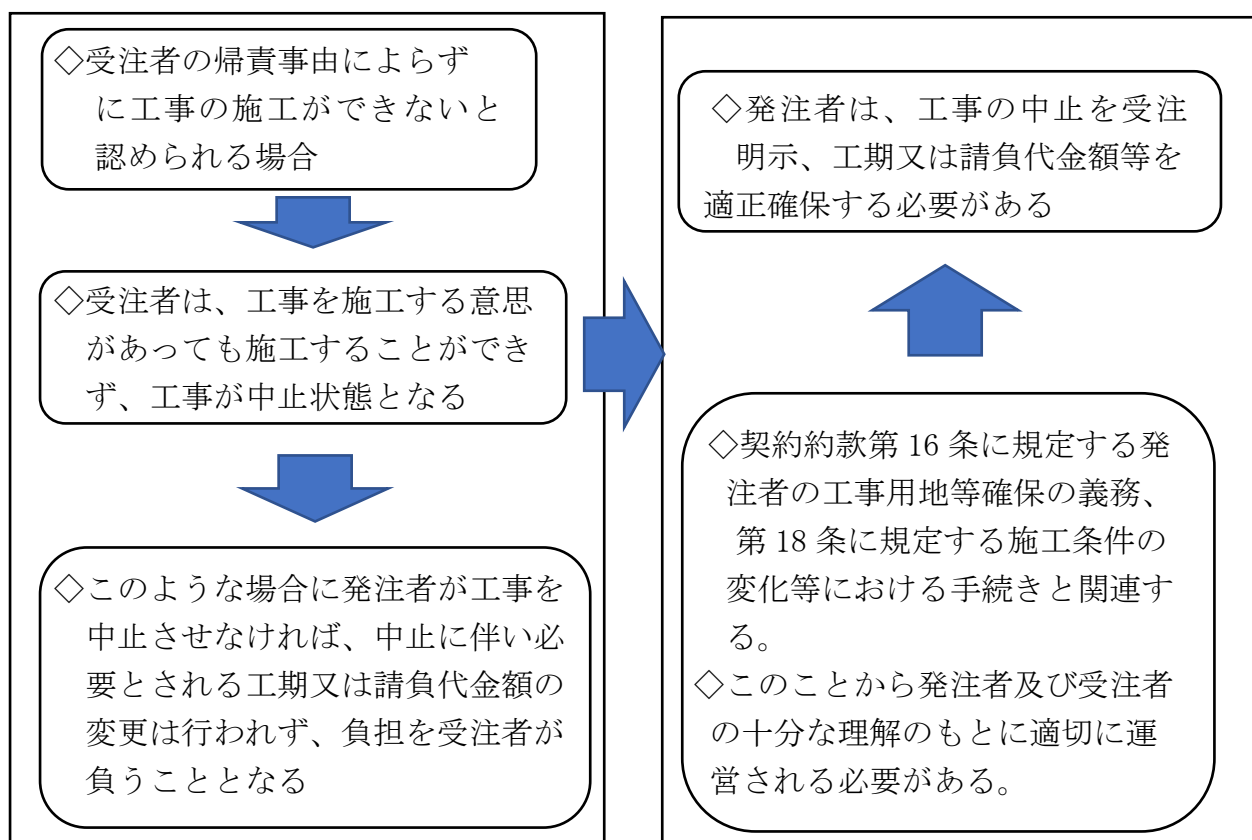 ◇受注者の帰責事由によらず
に工事の施工ができないと
認められる場合
◇受注者は、工事を施工する意思
があっても施工することができ
ず、工事が中止状態となる
◇このような場合に発注者が工事を
中止させなければ、中止に伴い必
要とされる工期又は請負代金額の
変更は行われず、負担を受注者が
負うこととなる
◇発注者は、工事の中止を受注
明示、工期又は請負代金額等を
適正確保する必要がある
◇契約約款第 16 条に規定する発
注者の工事用地等確保の義務、
第 18 条に規定する施工条件の
変化等における手続きと関連す
る。
◇このことから発注者及び受注者
の十分な理解のもとに適切に運
営される必要がある。